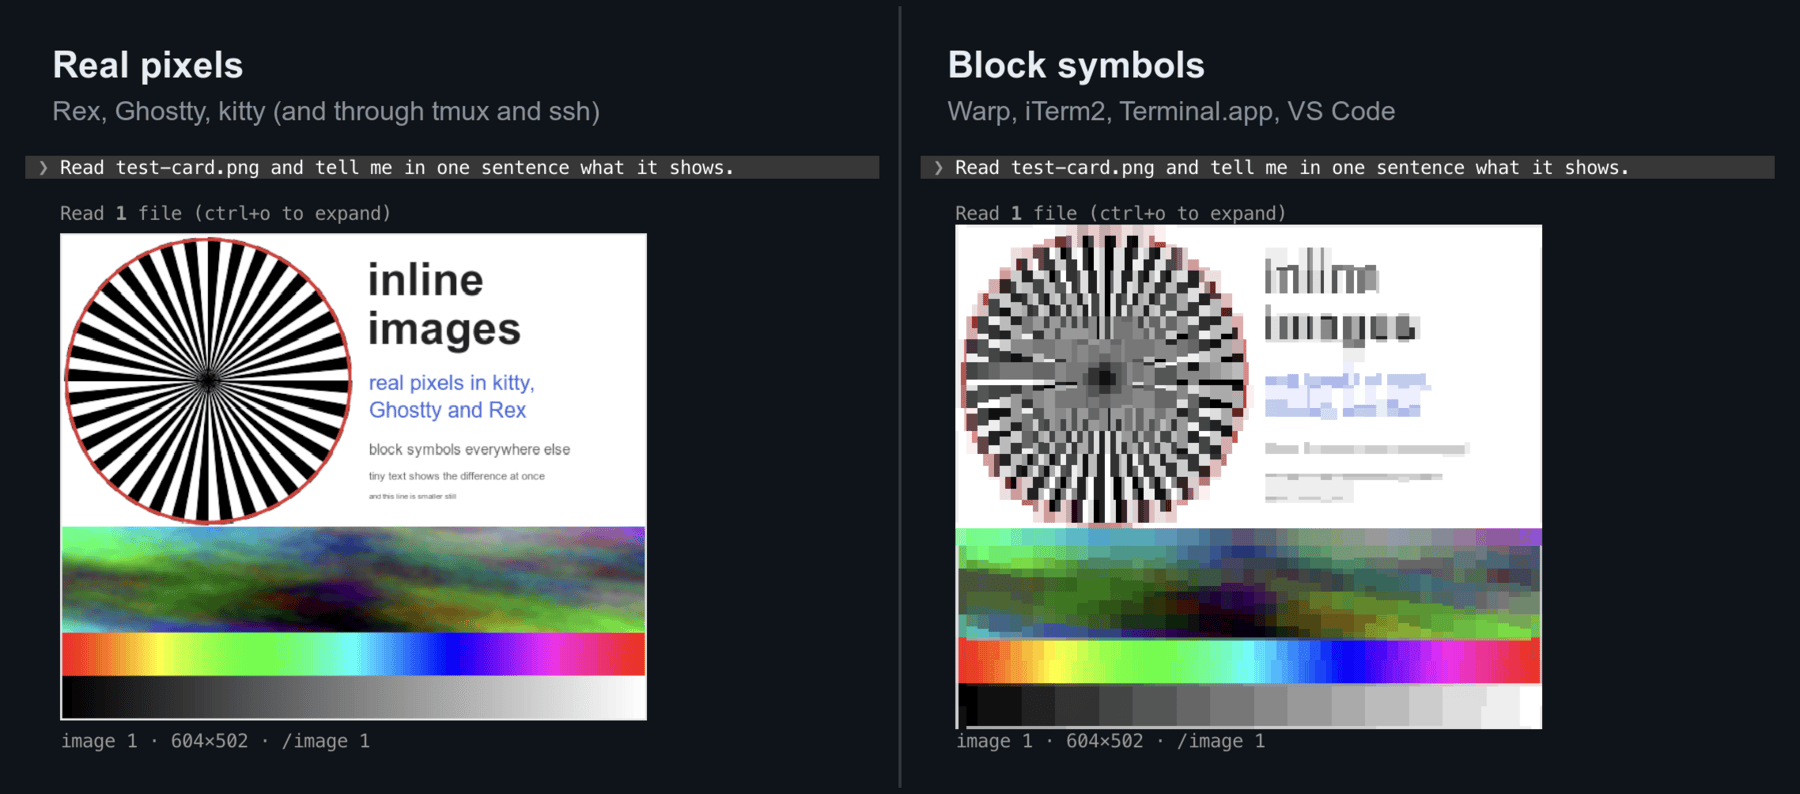 Real pixels
Rex, Ghostty, kitty (and through tmux and ssh)
❯ Read test-card.png and tell me in one sentence what it shows.
Read 1 file (ctrl+o to expand)
inline
images
real pixels in kitty,
Ghostty and Rex
block symbols everywhere else
tiny text shows the difference at once
and this line is smaller still
image 1 · 604×502 · /image 1
Block symbols
Warp, iTerm2, Terminal.app, VS Code
❯ Read test-card.png and tell me in one sentence what it shows.
Read 1 file (ctrl+o to expand)
image 1 · 604×502 · /image 1